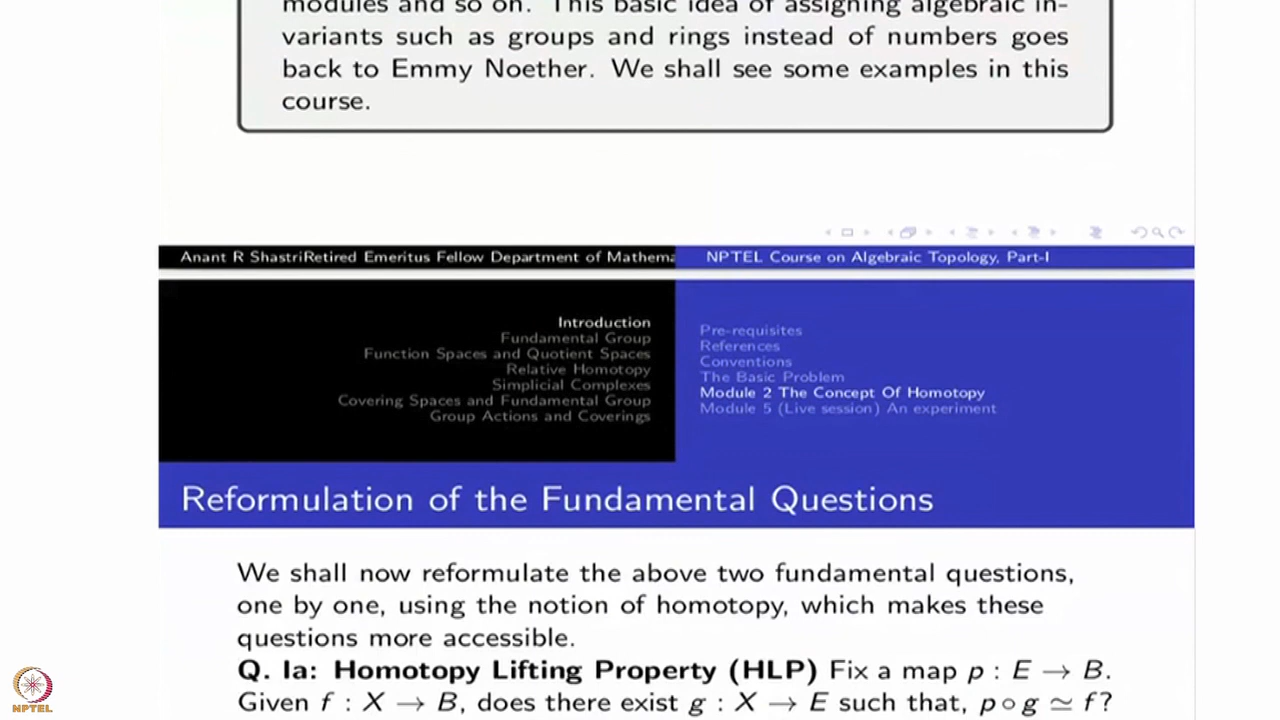 modules and so on. This basic idea of assigning algebraic in-
variants such as groups and rings instead of numbers goes
back to Emmy Noether. We shall see some examples in this
course.
Anant R ShastriRetired Emeritus Fellow Department of Mathema
NPTEL Course on Algebraic Topology, Part-I
Introduction
Fundamental Group
Function Spaces and Quotient Spaces
Relative Homotopy
Simplicial Complexes
Covering Spaces and Fundamental Group
Group Actions and Coverings
Pre-requisites
References
Conventions
The Basic Problem
Module 2 The Concept Of Homotopy
Module 5 (Live session) An experiment
Reformulation of the Fundamental Questions
We shall now reformulate the above two fundamental questions,
one by one, using the notion of homotopy, which makes these
questions more accessible.
Q. Ia: Homotopy Lifting Property (HLP) Fix a map p : E → B.
Given f : X → B, does there exist g : X → E such that, p ∘ g ≃ f?
NPTEL